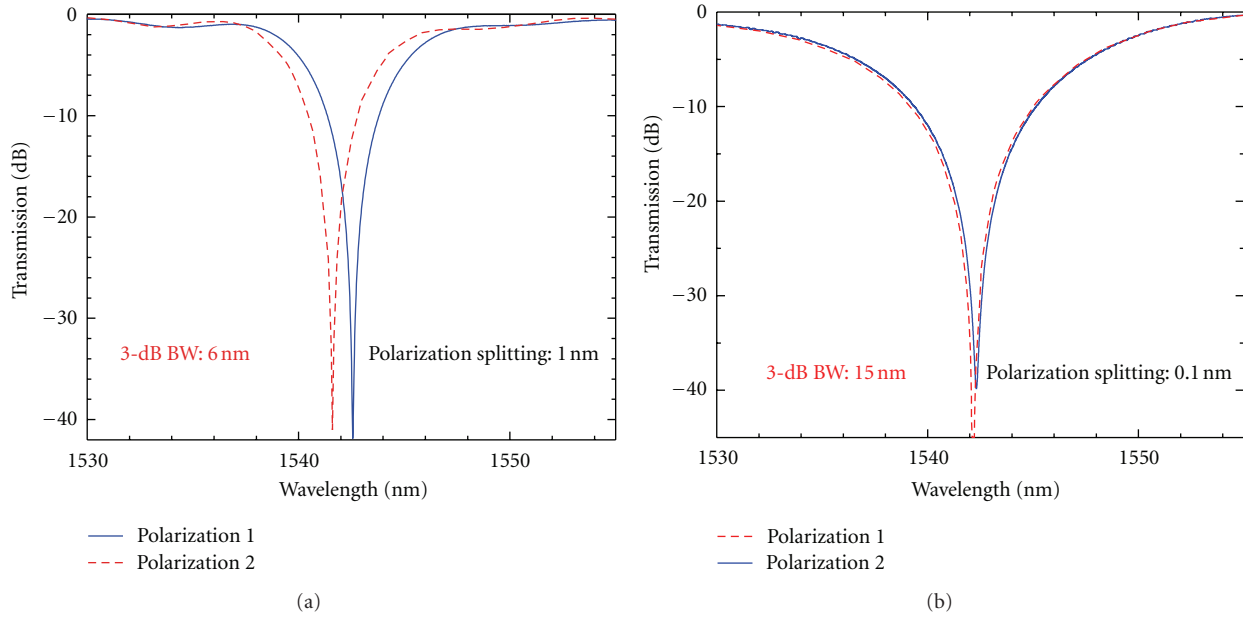 0
−10
−20
−30
−40
Transmission (dB)
3-dB BW: 6 nm
Polarization splitting: 1 nm
1530
1540
1550
Wavelength (nm)
Polarization 1
Polarization 2
(a)
0
−10
−20
−30
−40
Transmission (dB)
3-dB BW: 15 nm
Polarization splitting: 0.1 nm
1530
1540
1550
Wavelength (nm)
Polarization 1
Polarization 2
(b)